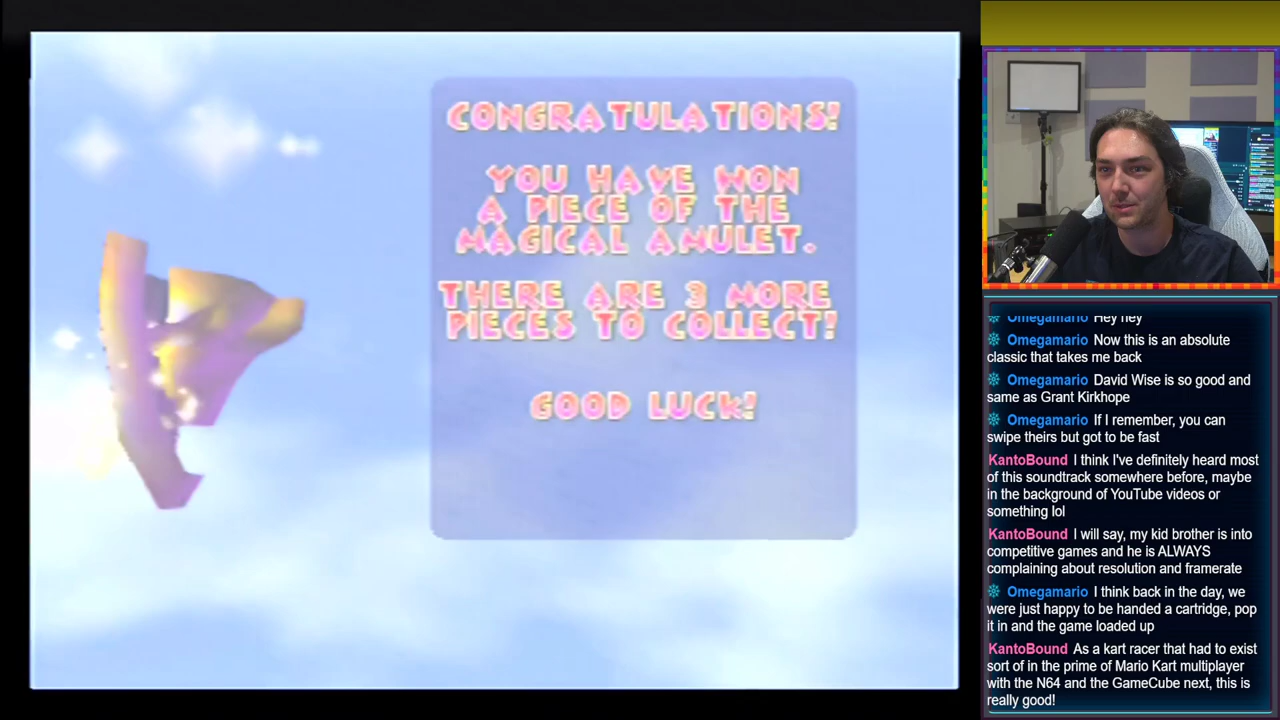 CONGRATULATIONS!
YOU HAVE WON
A PIECE OF THE
MAGICAL AMULET.
THERE ARE 3 MORE
PIECES TO COLLECT!
GOOD LUCK!
Omegamario Hey hey
Omegamario Now this is an absolute
classic that takes me back
Omegamario David Wise is so good and
same as Grant Kirkhope
Omegamario If I remember, you can
swipe theirs but got to be fast
KantoBound I think I've definitely heard most
of this soundtrack somewhere before, maybe
in the background of YouTube videos or
something lol
KantoBound I will say, my kid brother is into
competitive games and he is ALWAYS
complaining about resolution and framerate
Omegamario I think back in the day, we
were just happy to be handed a cartridge, pop
it in and the game loaded up
KantoBound As a kart racer that had to exist
sort of in the prime of Mario Kart multiplayer
with the N64 and the GameCube next, this is
really good!